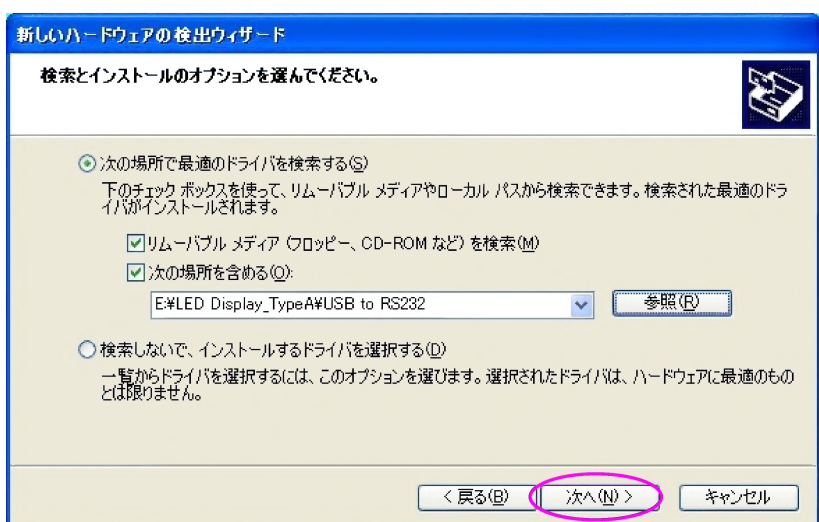 新しいハードウェアの検出ウィザード
検索とインストールのオプションを選んでください。
次の場所で最適のドライバを検索する(S)
下のチェック ボックスを使って、リムーバブル メディアやローカル パスから検索できます。検索された最適のドラ
イバがインストールされます。
リムーバブル メディア (フロッピー、CD-ROM など) を検索(M)
次の場所を含める(O):
E:¥LED Display_TypeA¥USB to RS232
参照(R)
検索しないで、インストールするドライバを選択する(D)
一覧からドライバを選択するには、このオプションを選びます。選択されたドライバは、ハードウェアに最適のもの
とは限りません。
< 戻る(B)
次へ(N) >
キャンセル